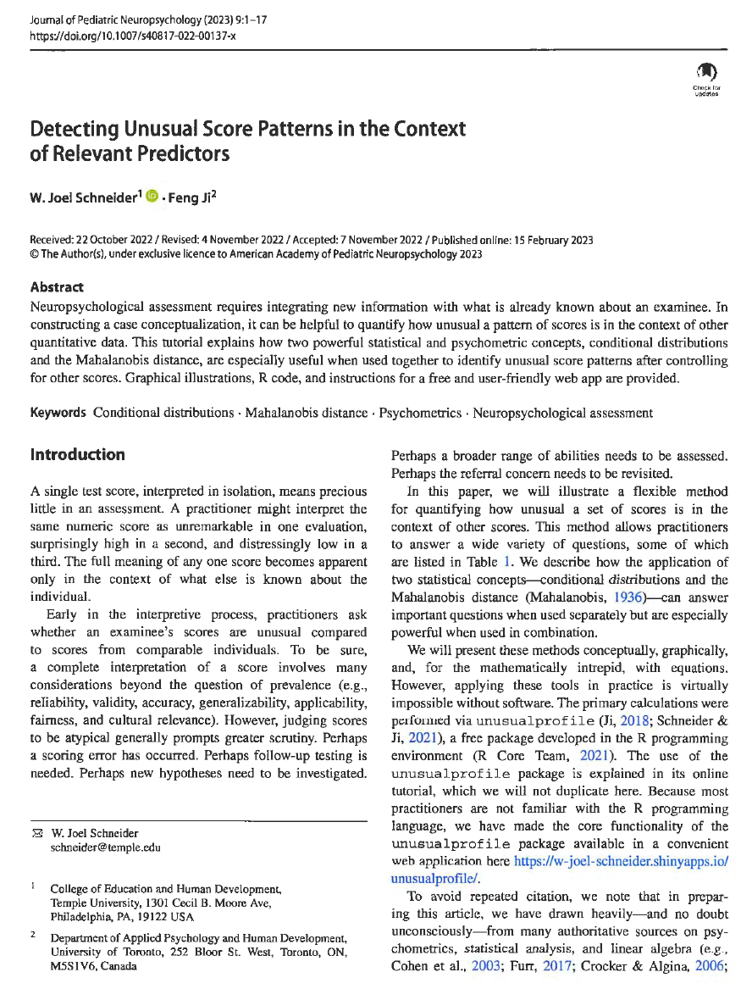 Journal of Pediatric Neuropsychology (2023) 9:1–17
https://doi.org/10.1007/s40817-022-00137-x
Check for
updates
Detecting Unusual Score Patterns in the Context
of Relevant Predictors
W. Joel Schneider¹ iD · Feng Ji²
Received: 22 October 2022 / Revised: 4 November 2022 / Accepted: 7 November 2022 / Published online: 15 February 2023
© The Author(s), under exclusive licence to American Academy of Pediatric Neuropsychology 2023
Abstract
Neuropsychological assessment requires integrating new information with what is already known about an examinee. In
constructing a case conceptualization, it can be helpful to quantify how unusual a pattern of scores is in the context of other
quantitative data. This tutorial explains how two powerful statistical and psychometric concepts, conditional distributions
and the Mahalanobis distance, are especially useful when used together to identify unusual score patterns after controlling
for other scores. Graphical illustrations, R code, and instructions for a free and user-friendly web app are provided.
Keywords Conditional distributions · Mahalanobis distance · Psychometrics · Neuropsychological assessment
Introduction
A single test score, interpreted in isolation, means precious
little in an assessment. A practitioner might interpret the
same numeric score as unremarkable in one evaluation,
surprisingly high in a second, and distressingly low in a
third. The full meaning of any one score becomes apparent
only in the context of what else is known about the
individual.
Early in the interpretive process, practitioners ask
whether an examinee's scores are unusual compared
to scores from comparable individuals. To be sure,
a complete interpretation of a score involves many
considerations beyond the question of prevalence (e.g.,
reliability, validity, accuracy, generalizability, applicability,
fairness, and cultural relevance). However, judging scores
to be atypical generally prompts greater scrutiny. Perhaps
a scoring error has occurred. Perhaps follow-up testing is
needed. Perhaps new hypotheses need to be investigated.
✉ W. Joel Schneider
schneider@temple.edu
1 College of Education and Human Development,
Temple University, 1301 Cecil B. Moore Ave,
Philadelphia, PA, 19122 USA
2 Department of Applied Psychology and Human Development,
University of Toronto, 252 Bloor St. West, Toronto, ON,
M5S1V6, Canada
Perhaps a broader range of abilities needs to be assessed.
Perhaps the referral concern needs to be revisited.
In this paper, we will illustrate a flexible method
for quantifying how unusual a set of scores is in the
context of other scores. This method allows practitioners
to answer a wide variety of questions, some of which
are listed in Table 1. We describe how the application of
two statistical concepts—conditional distributions and the
Mahalanobis distance (Mahalanobis, 1936)—can answer
important questions when used separately but are especially
powerful when used in combination.
We will present these methods conceptually, graphically,
and, for the mathematically intrepid, with equations.
However, applying these tools in practice is virtually
impossible without software. The primary calculations were
performed via unusualprofile (Ji, 2018; Schneider &
Ji, 2021), a free package developed in the R programming
environment (R Core Team, 2021). The use of the
unusualprofile package is explained in its online
tutorial, which we will not duplicate here. Because most
practitioners are not familiar with the R programming
language, we have made the core functionality of the
unusualprofile package available in a convenient
web application here https://w-joel-schneider.shinyapps.io/
unusualprofile/.
To avoid repeated citation, we note that in prepar-
ing this article, we have drawn heavily—and no doubt
unconsciously—from many authoritative sources on psy-
chometrics, statistical analysis, and linear algebra (e.g.,
Cohen et al., 2003; Furr, 2017; Crocker & Algina, 2006;